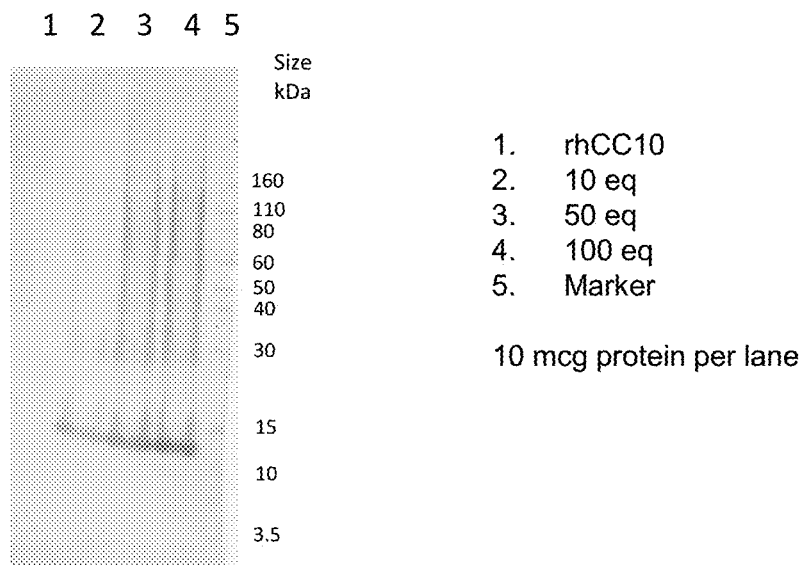 1 2 3 4 5
Size
kDa
160
110
80
60
50
40
30
15
10
3.5
1. rhCC10
2. 10 eq
3. 50 eq
4. 100 eq
5. Marker
10 mcg protein per lane